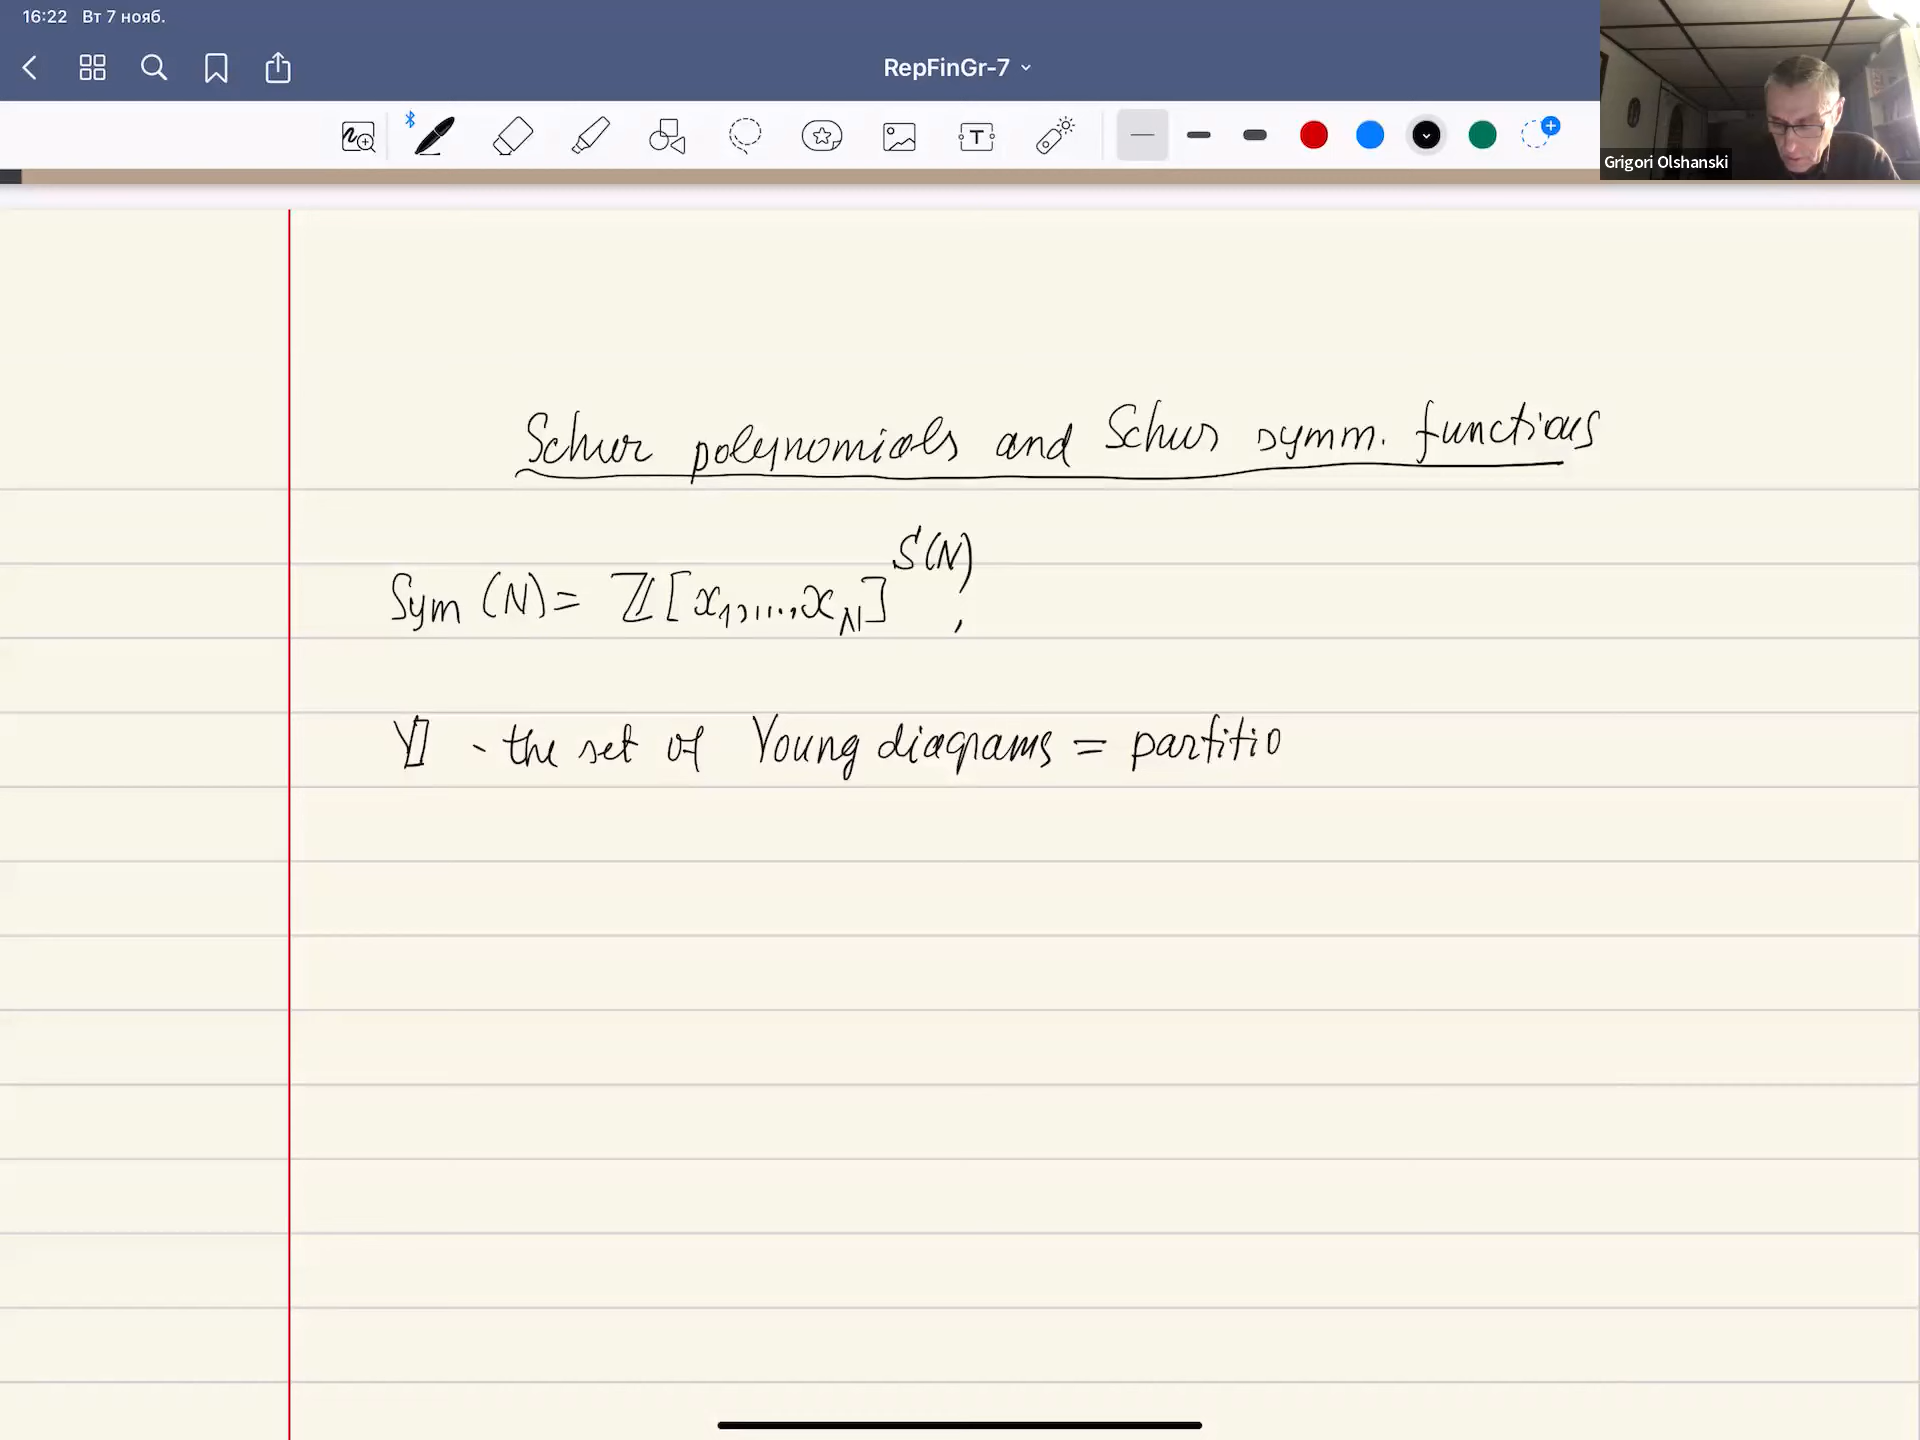 16:22 Вт 7 нояб.
RepFinGr-7
T
Grigori Olshanski
Schur polynomials and Schur symm. functions
Sym (N) = ℤ[x₁,....,x_N]^S(N),
𝕐 - the set of Young diagrams = partitio